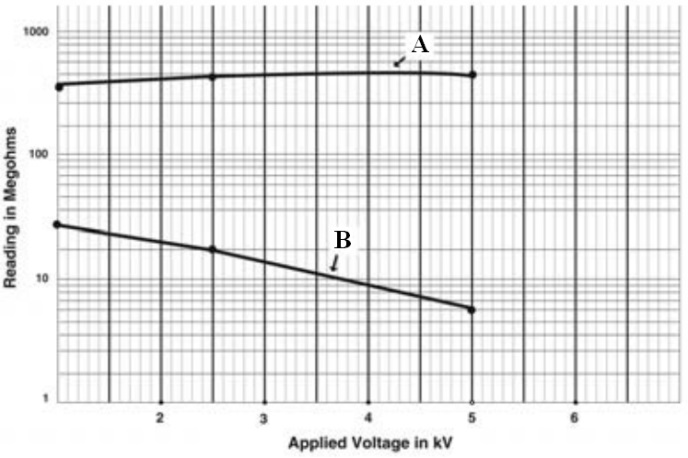 1000
A
100
Reading in Megohms
B
10
1
2 3 4 5 6
Applied Voltage in kV